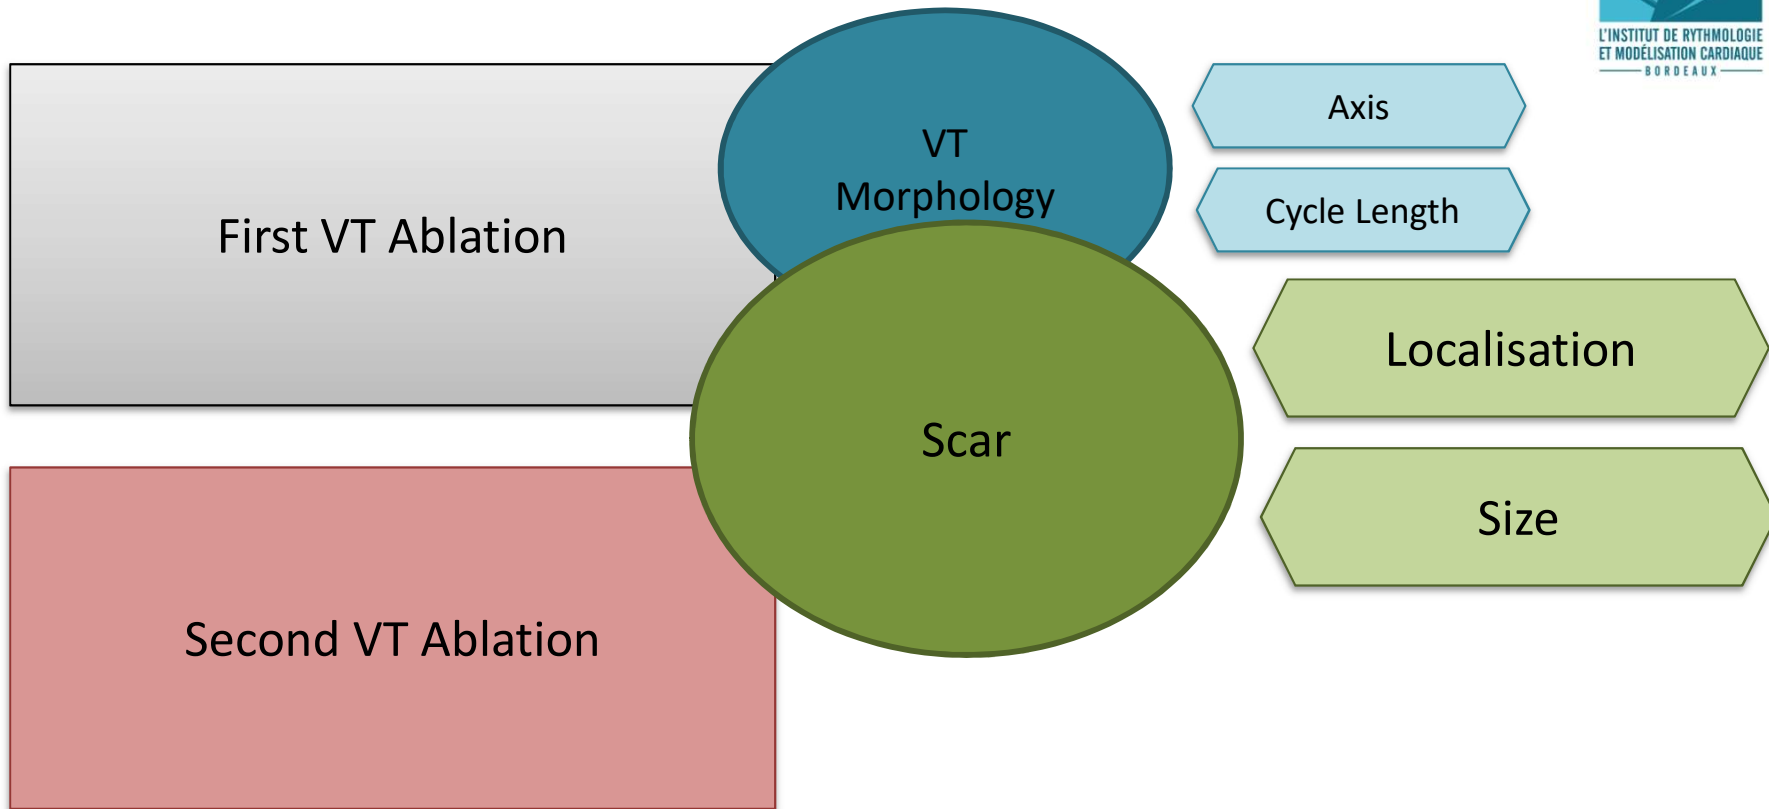 L'INSTITUT DE RYTHMOLOGIE
ET MODÉLISATION CARDIAQUE
BORDEAUX
First VT Ablation
VT
Morphology
Axis
Cycle Length
Localisation
Scar
Size
Second VT Ablation